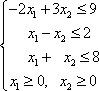 −2x₁+3x₂≤9
x₁−x₂≤2
x₁+ x₂≤8
x₁≥0, x₂≥0